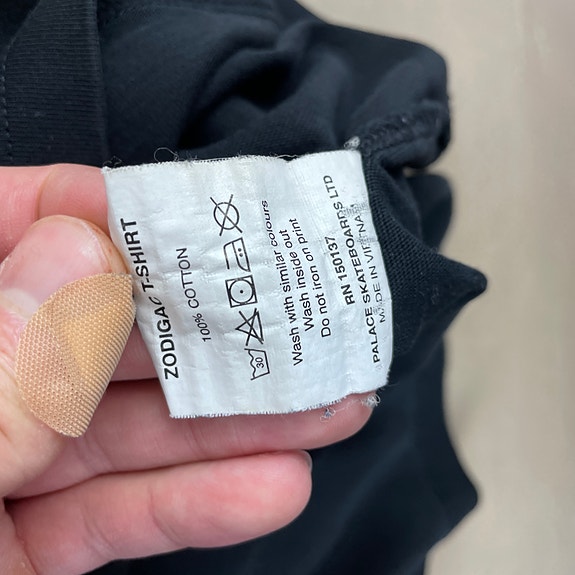 ZODIGAC T-SHIRT
100% COTTON
30
Wash with similar colours
Wash inside out
Do not iron on print
RN 150137
PALACE SKATEBOARDS LTD
MADE IN VIETNAM